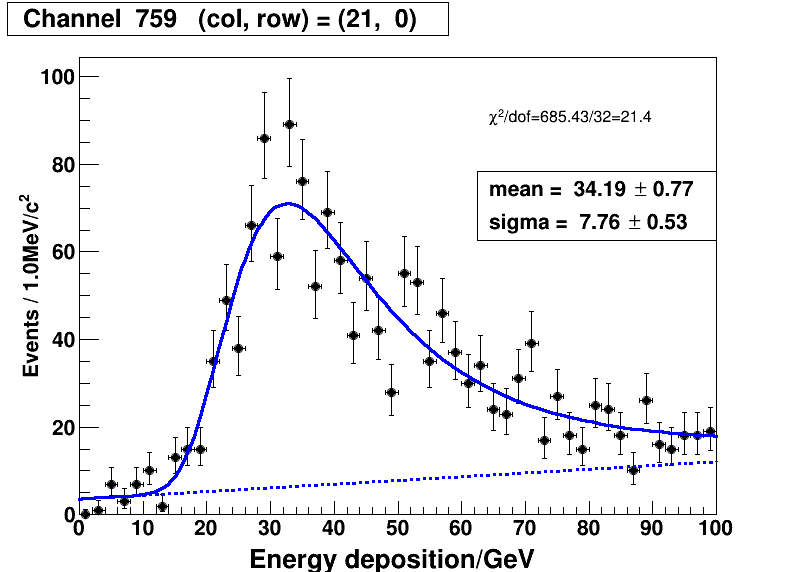 Channel 759 (col, row) = (21, 0)
χ²/dof=685.43/32=21.4
mean = 34.19 ± 0.77
sigma = 7.76 ± 0.53
Events / 1.0MeV/c²
100
80
60
40
20
0
0 10 20 30 40 50 60 70 80 90 100
Energy deposition/GeV